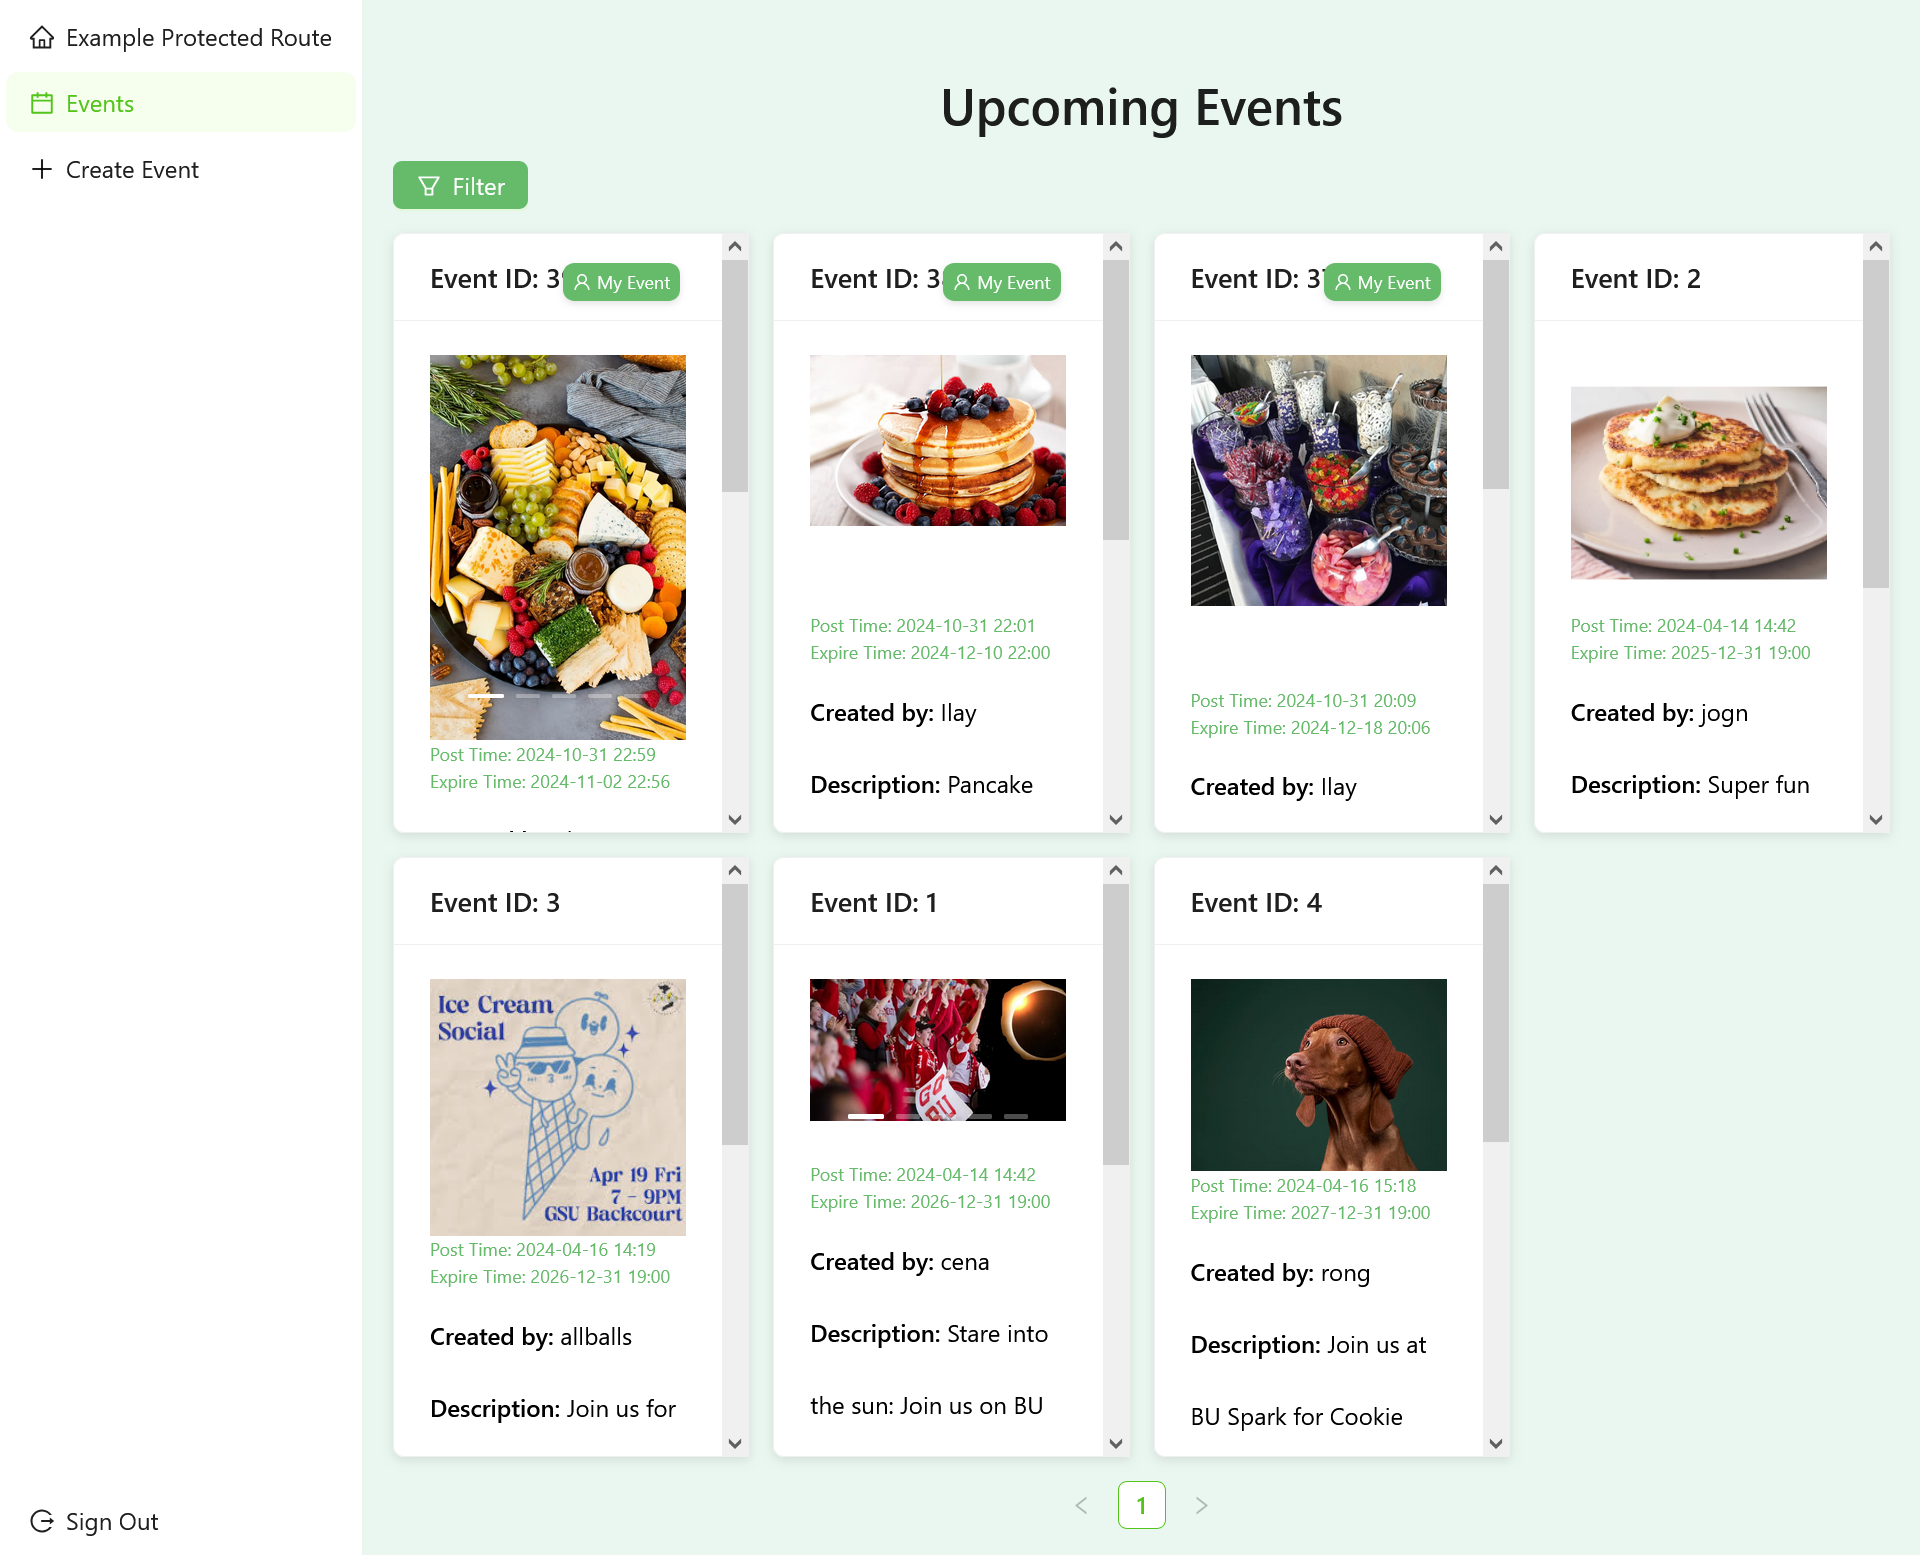 Example Protected Route
Events
Create Event
Sign Out
Upcoming Events
Filter
Event ID: 39
My Event
Post Time: 2024-10-31 22:59
Expire Time: 2024-11-02 22:56
Event ID: 3
My Event
Post Time: 2024-10-31 22:01
Expire Time: 2024-12-10 22:00
Created by: Ilay
Description: Pancake
Event ID: 37
My Event
Post Time: 2024-10-31 20:09
Expire Time: 2024-12-18 20:06
Created by: Ilay
Event ID: 2
Post Time: 2024-04-14 14:42
Expire Time: 2025-12-31 19:00
Created by: jogn
Description: Super fun
Event ID: 3
Ice Cream
Social
Apr 19 Fri
7 - 9PM
GSU Backcourt
Post Time: 2024-04-16 14:19
Expire Time: 2026-12-31 19:00
Created by: allballs
Description: Join us for
Event ID: 1
GO
BU
Post Time: 2024-04-14 14:42
Expire Time: 2026-12-31 19:00
Created by: cena
Description: Stare into
the sun: Join us on BU
Event ID: 4
Post Time: 2024-04-16 15:18
Expire Time: 2027-12-31 19:00
Created by: rong
Description: Join us at
BU Spark for Cookie
1